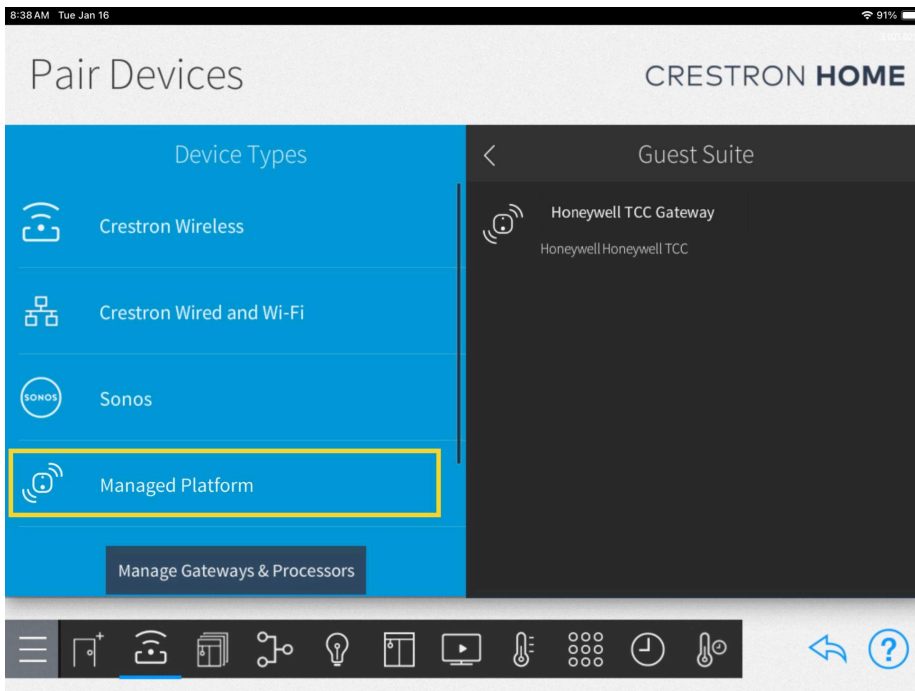 8:38 AM Tue Jan 16
91%
Pair Devices
CRESTRON HOME
Device Types
Crestron Wireless
Crestron Wired and Wi-Fi
SONOS
Sonos
Managed Platform
Manage Gateways & Processors
Guest Suite
Honeywell TCC Gateway
Honeywell Honeywell TCC
?